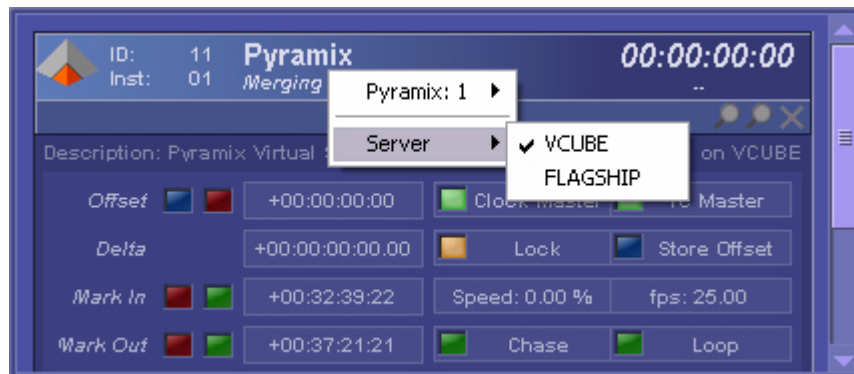 ID: 11 Pyramix 00:00:00:00
Inst: 01 Merging --
Pyramix: 1
Server
VCUBE
FLAGSHIP
Description: Pyramix Virtual on VCUBE
Offset +00:00:00:00 Clock Master TC Master
Delta +00:00:00:00.00 Lock Store Offset
Mark In +00:32:39:22 Speed: 0.00 % fps: 25.00
Mark Out +00:37:21:21 Chase Loop